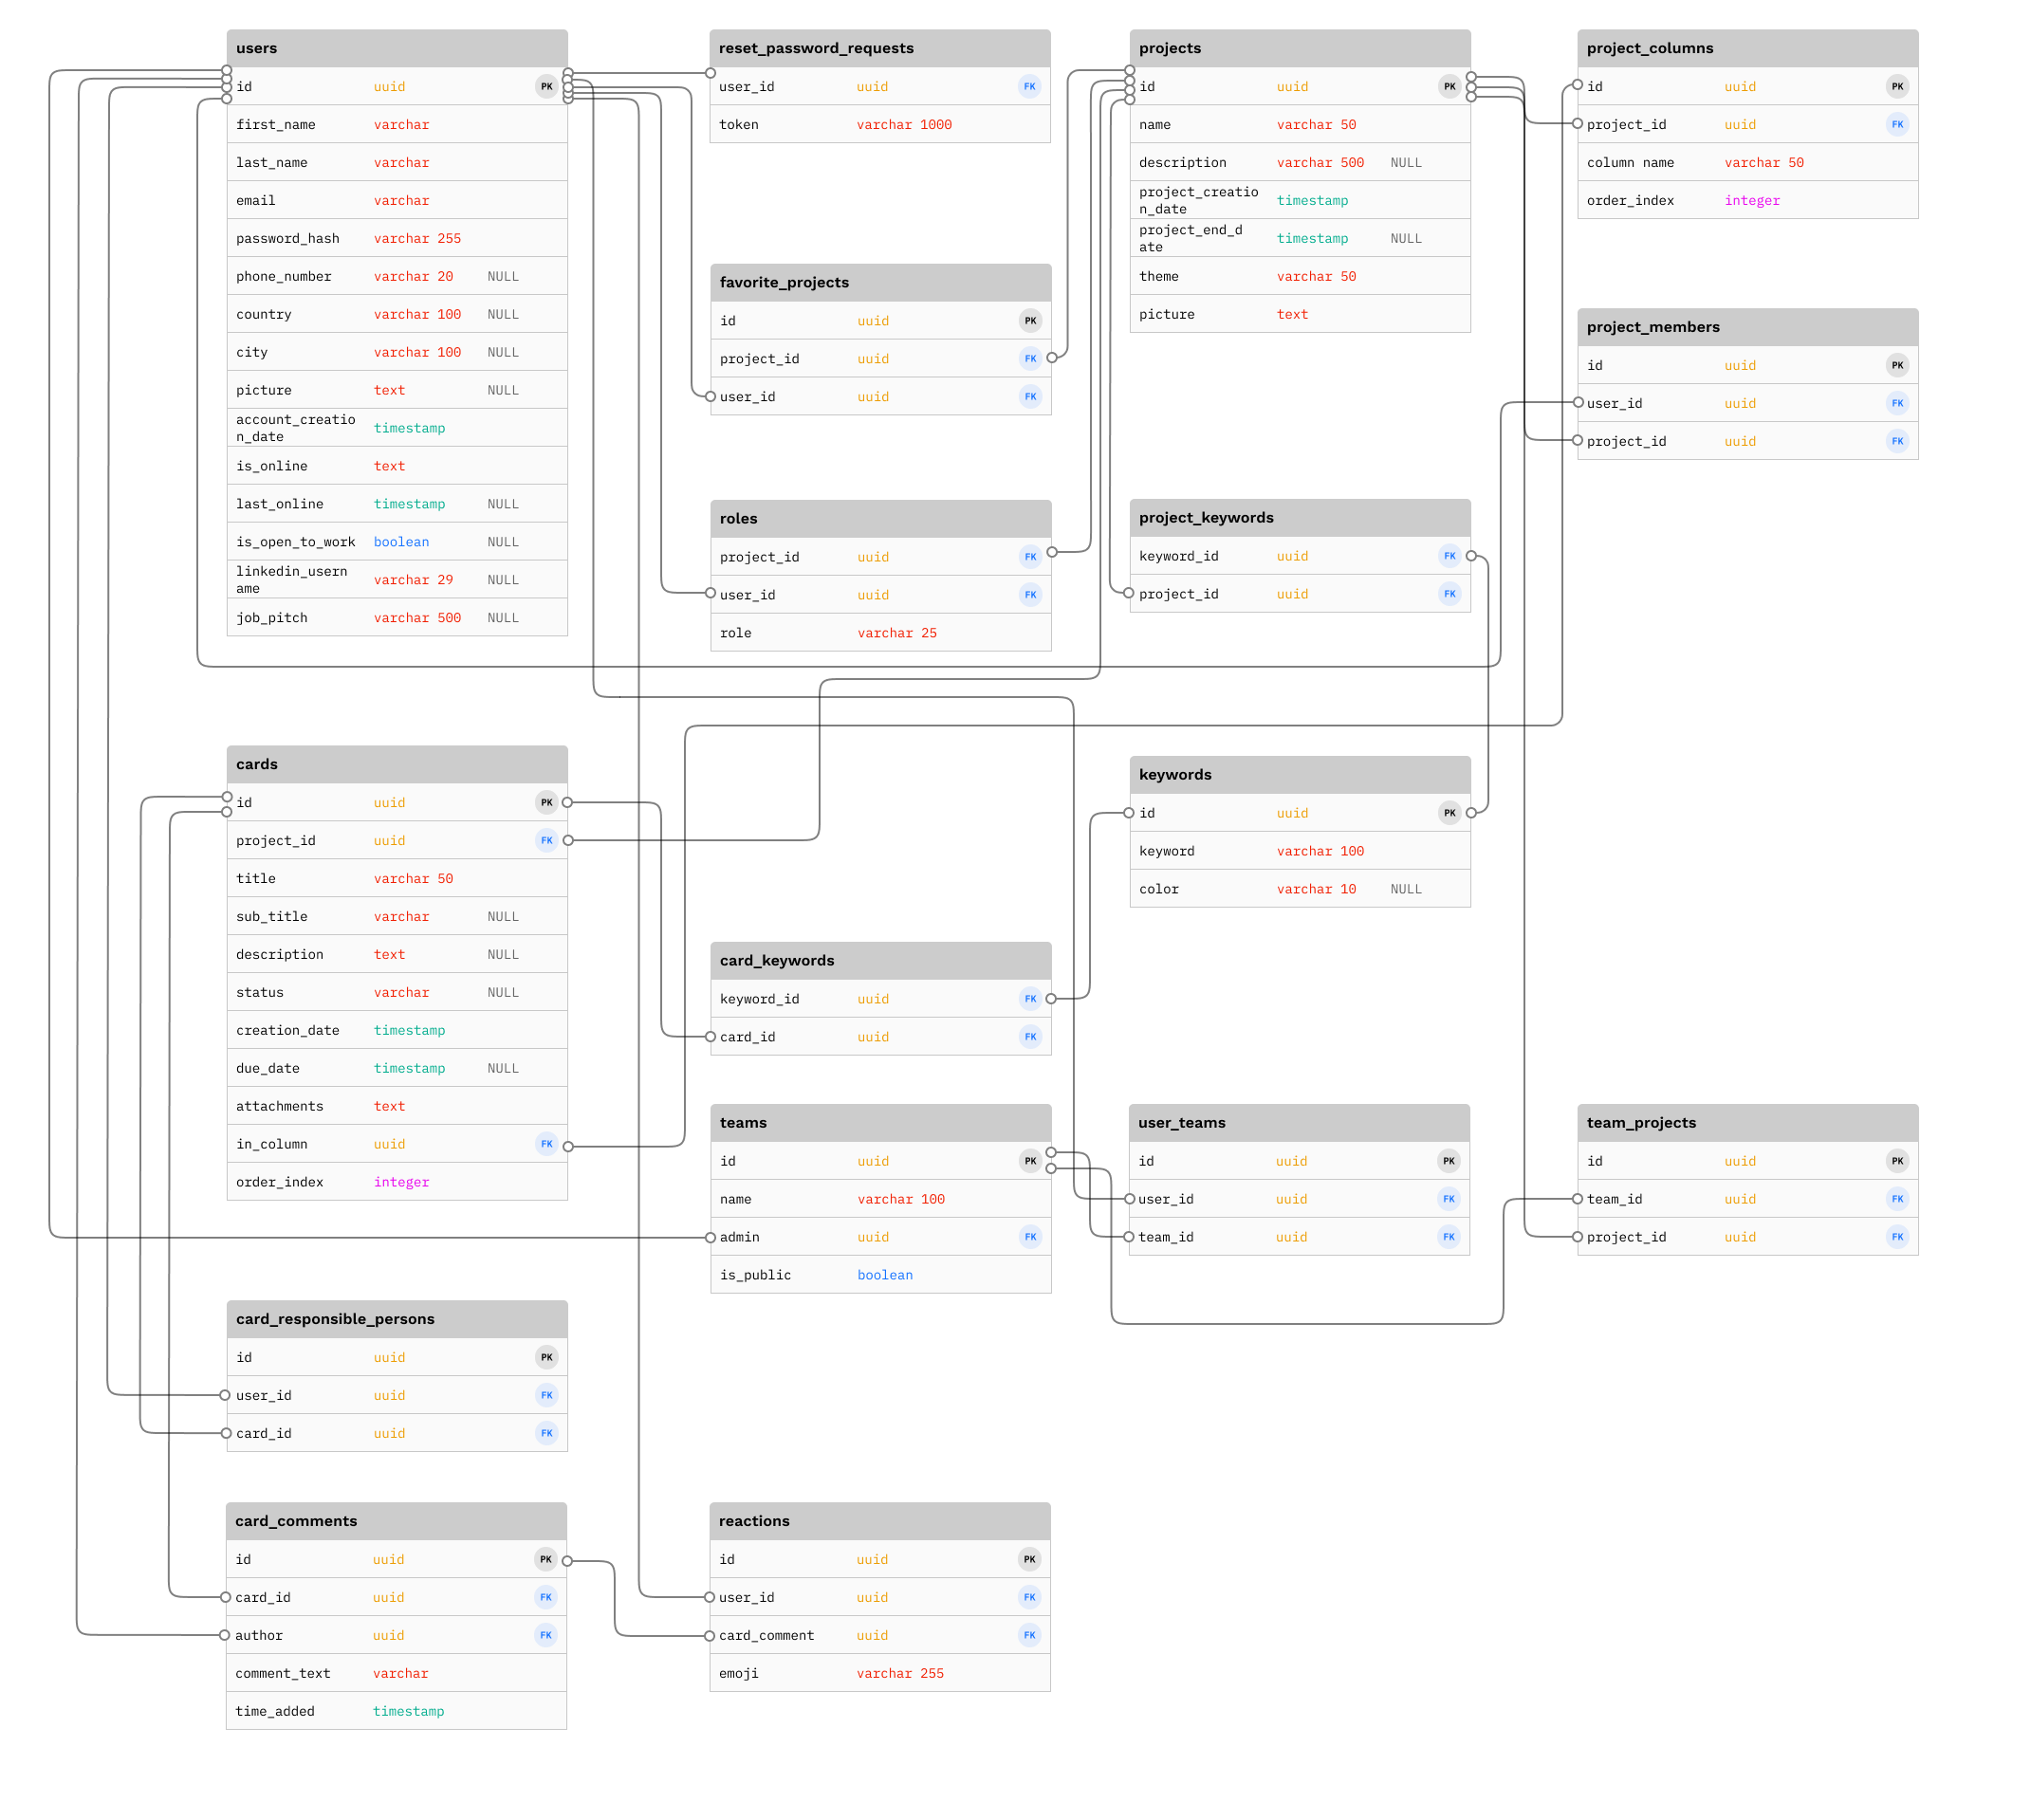 users
id uuid PK
first_name varchar
last_name varchar
email varchar
password_hash varchar 255
phone_number varchar 20 NULL
country varchar 100 NULL
city varchar 100 NULL
picture text NULL
account_creatio
n_date timestamp
is_online text
last_online timestamp NULL
is_open_to_work boolean NULL
linkedin_usern
ame varchar 29 NULL
job_pitch varchar 500 NULL
reset_password_requests
user_id uuid FK
token varchar 1000
projects
id uuid PK
name varchar 50
description varchar 500 NULL
project_creatio
n_date timestamp
project_end_d
ate timestamp NULL
theme varchar 50
picture text
project_columns
id uuid PK
project_id uuid FK
column name varchar 50
order_index integer
favorite_projects
id uuid PK
project_id uuid FK
user_id uuid FK
project_members
id uuid PK
user_id uuid FK
project_id uuid FK
roles
project_id uuid FK
user_id uuid FK
role varchar 25
project_keywords
keyword_id uuid FK
project_id uuid FK
cards
id uuid PK
project_id uuid FK
title varchar 50
sub_title varchar NULL
description text NULL
status varchar NULL
creation_date timestamp
due_date timestamp NULL
attachments text
in_column uuid FK
order_index integer
keywords
id uuid PK
keyword varchar 100
color varchar 10 NULL
card_keywords
keyword_id uuid FK
card_id uuid FK
teams
id uuid PK
name varchar 100
admin uuid FK
is_public boolean
user_teams
id uuid PK
user_id uuid FK
team_id uuid FK
team_projects
id uuid PK
team_id uuid FK
project_id uuid FK
card_responsible_persons
id uuid PK
user_id uuid FK
card_id uuid FK
card_comments
id uuid PK
card_id uuid FK
author uuid FK
comment_text varchar
time_added timestamp
reactions
id uuid PK
user_id uuid FK
card_comment uuid FK
emoji varchar 255